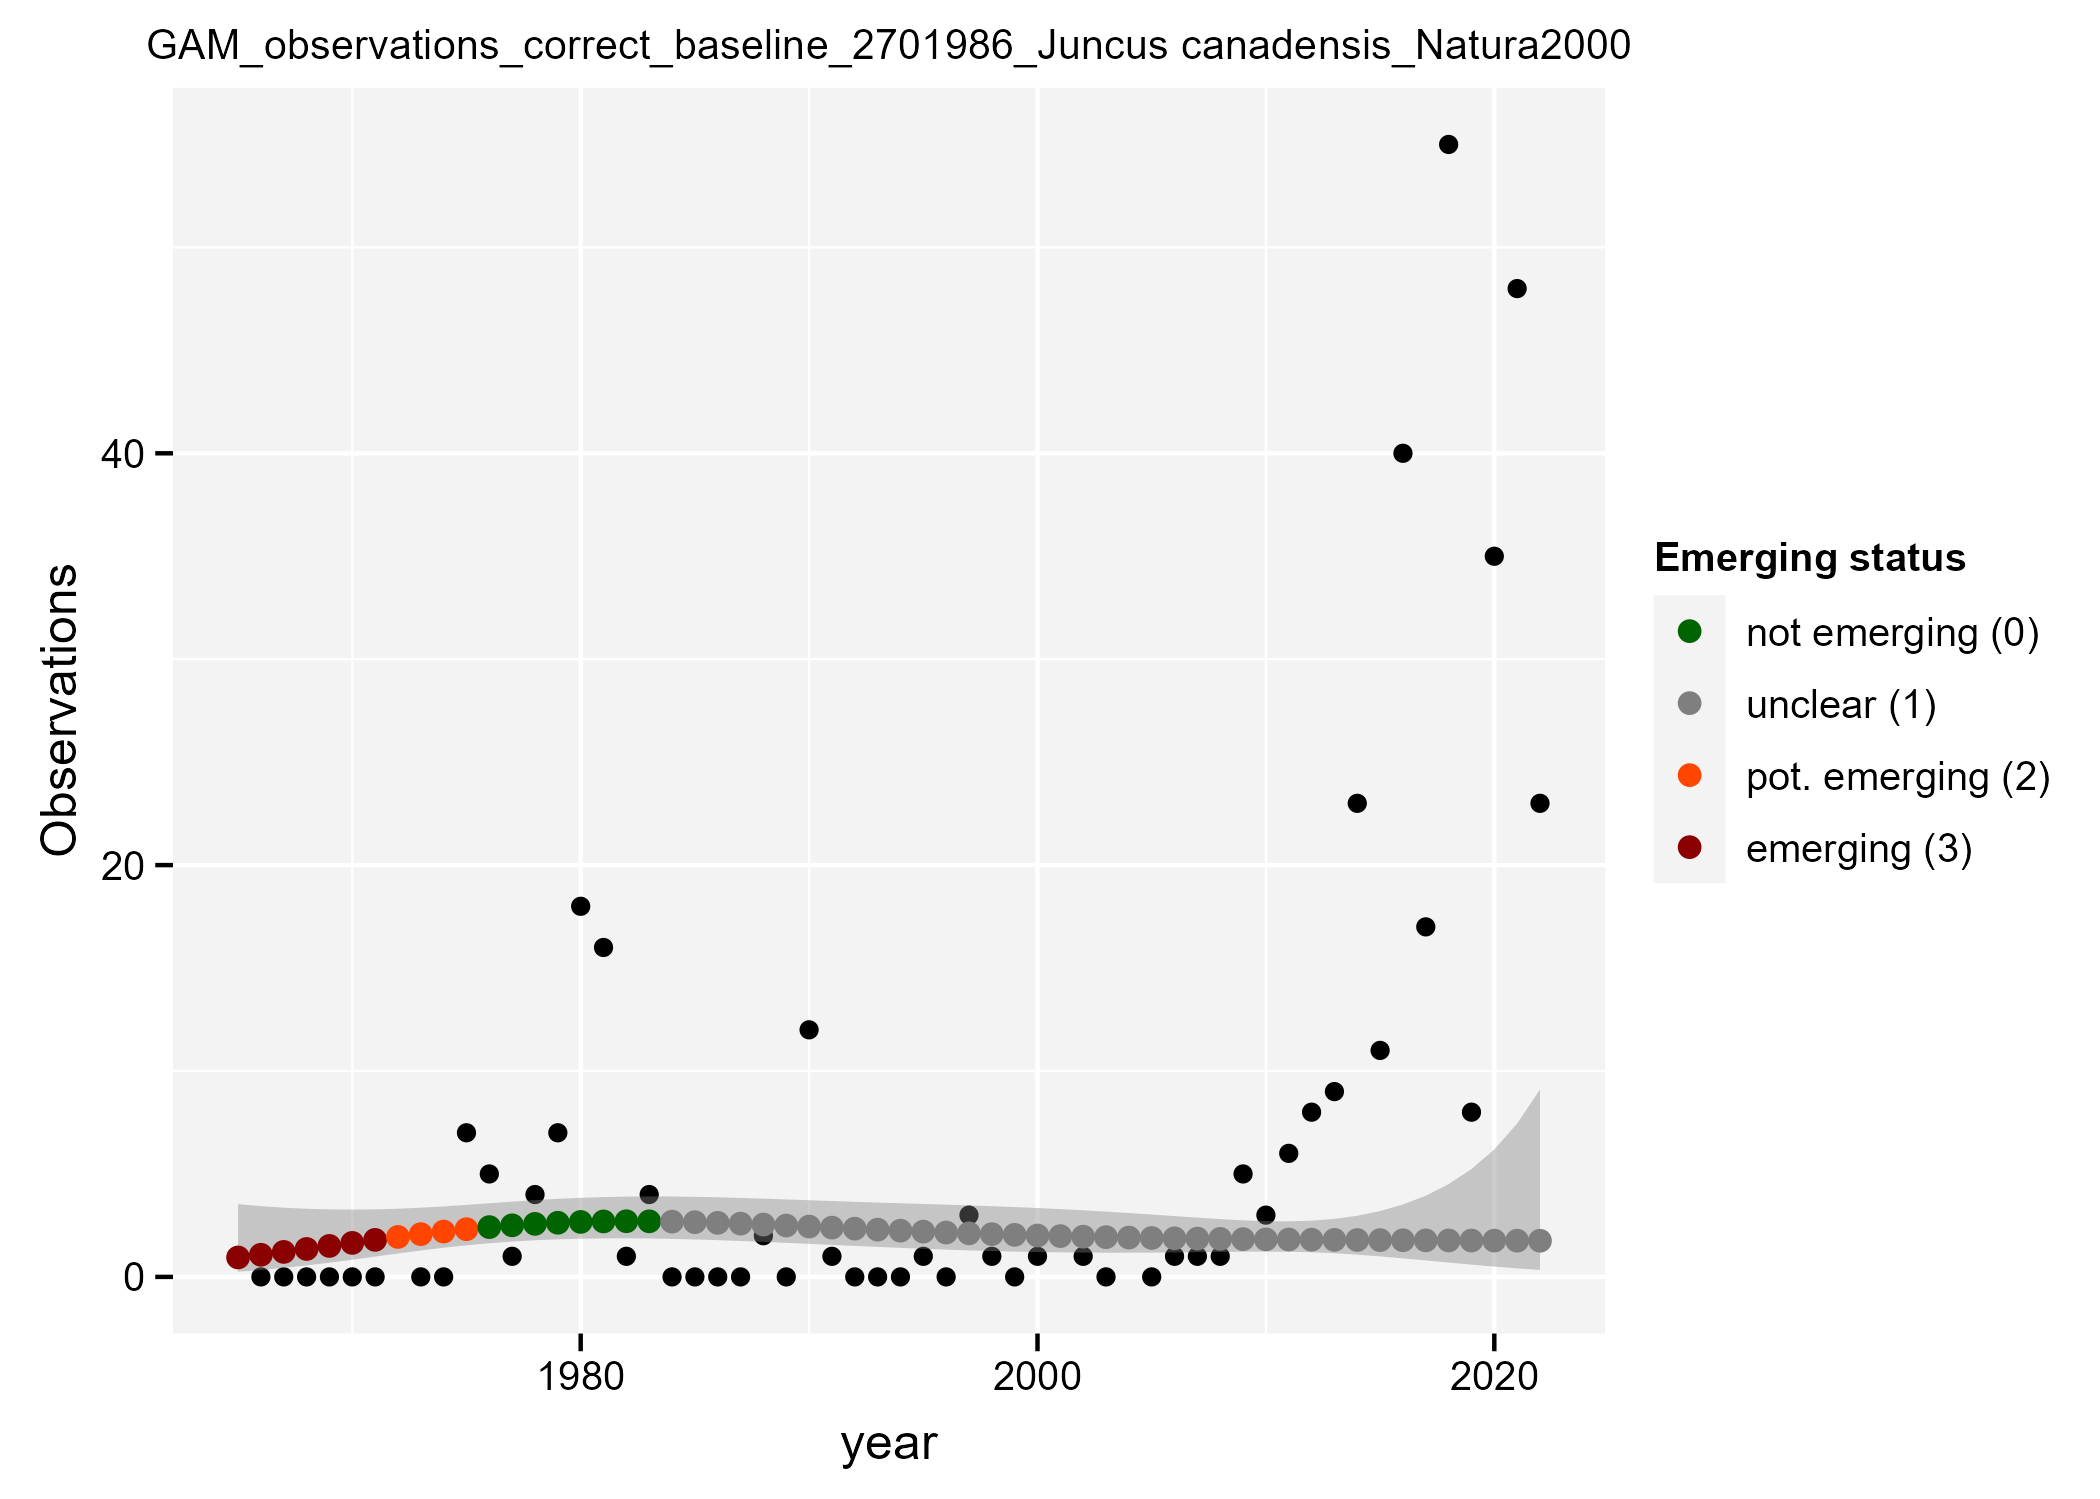 GAM_observations_correct_baseline_2701986_Juncus canadensis_Natura2000
Observations
40
20
0
1980
2000
2020
year
Emerging status
not emerging (0)
unclear (1)
pot. emerging (2)
emerging (3)